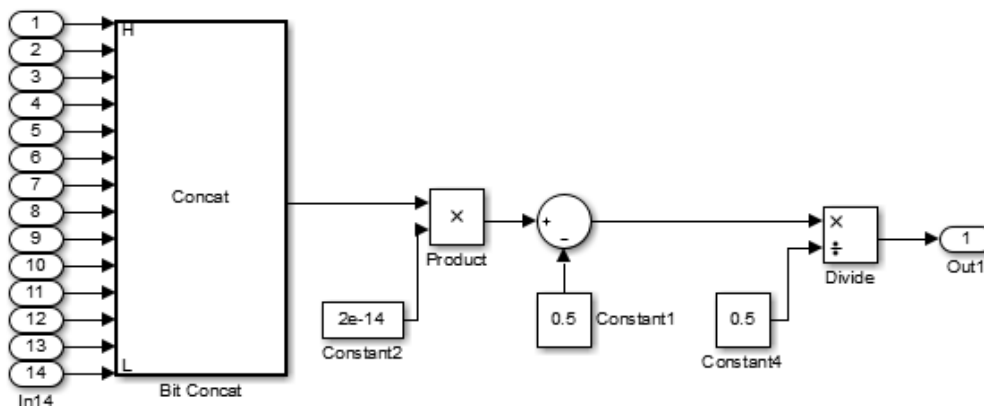 1
H
2
3
4
5
6
7
Concat
8
×
+
-
×
9
÷
1
10
Product
Divide
Out1
11
12
2e-14
0.5
Constant1
0.5
13
Constant2
Constant4
L
14
Bit Concat
In14